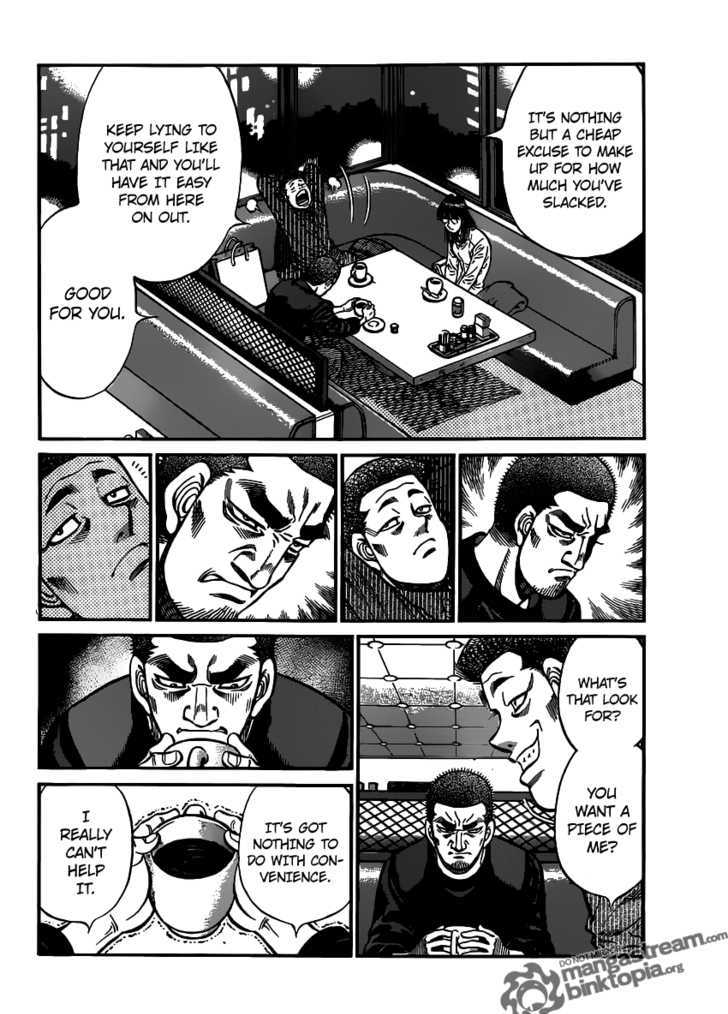 IT'S NOTHING
BUT A CHEAP
EXCUSE TO MAKE
UP FOR HOW
MUCH YOU'VE
SLACKED.
KEEP LYING TO
YOURSELF LIKE
THAT AND YOU'LL
HAVE IT EASY
FROM HERE
ON OUT.
GOOD
FOR YOU.
WHAT'S
THAT LOOK
FOR?
YOU
WANT A
PIECE OF
ME?
IT'S GOT
NOTHING TO
DO WITH CON-
VENIENCE.
I
REALLY
CAN'T
HELP
IT.
mangastream.com
binktopia.org